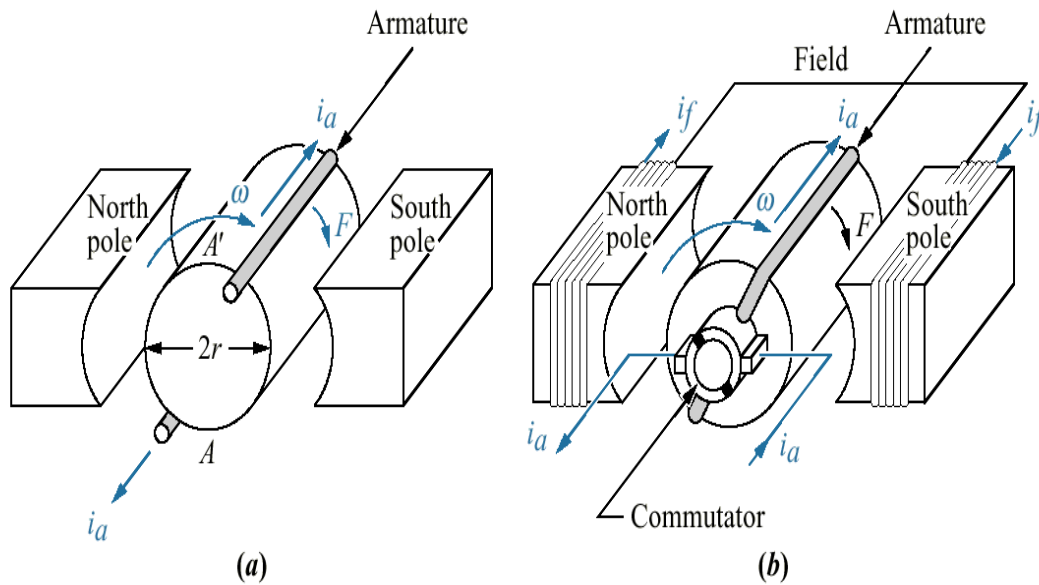 Armature
i_a
ω
North
pole
A'
F
South
pole
2r
A
i_a
(a)
Armature
Field
i_f
i_a
i_f
ω
North
pole
F
South
pole
i_a
i_a
Commutator
(b)